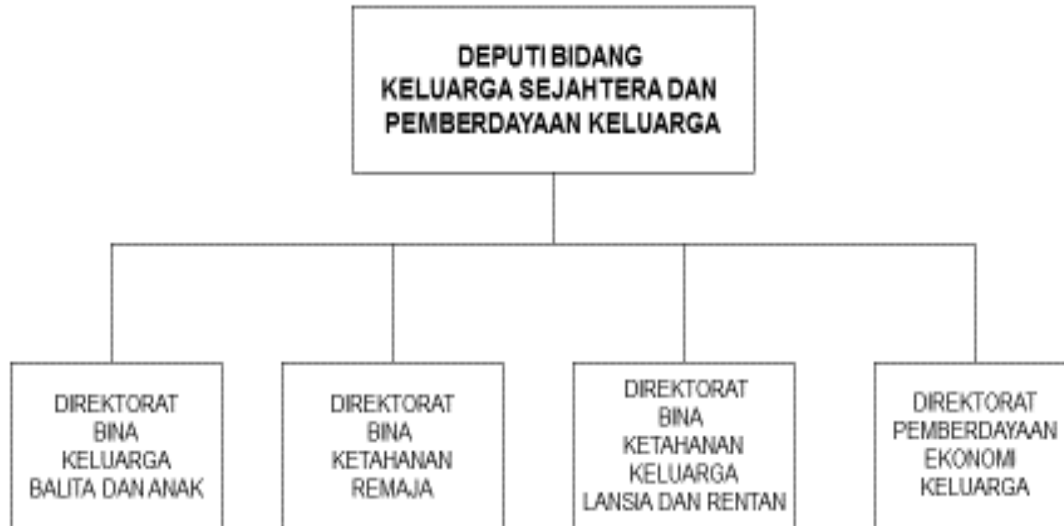 DEPUTI BIDANG
KELUARGA SEJAHTERA DAN
PEMBERDAYAAN KELUARGA
DIREKTORAT
BINA
KELUARGA
BALITA DAN ANAK
DIREKTORAT
BINA
KETAHANAN
REMAJA
DIREKTORAT
BINA
KETAHANAN
KELUARGA
LANSIA DAN RENTAN
DIREKTORAT
PEMBERDAYAAN
EKONOMI
KELUARGA